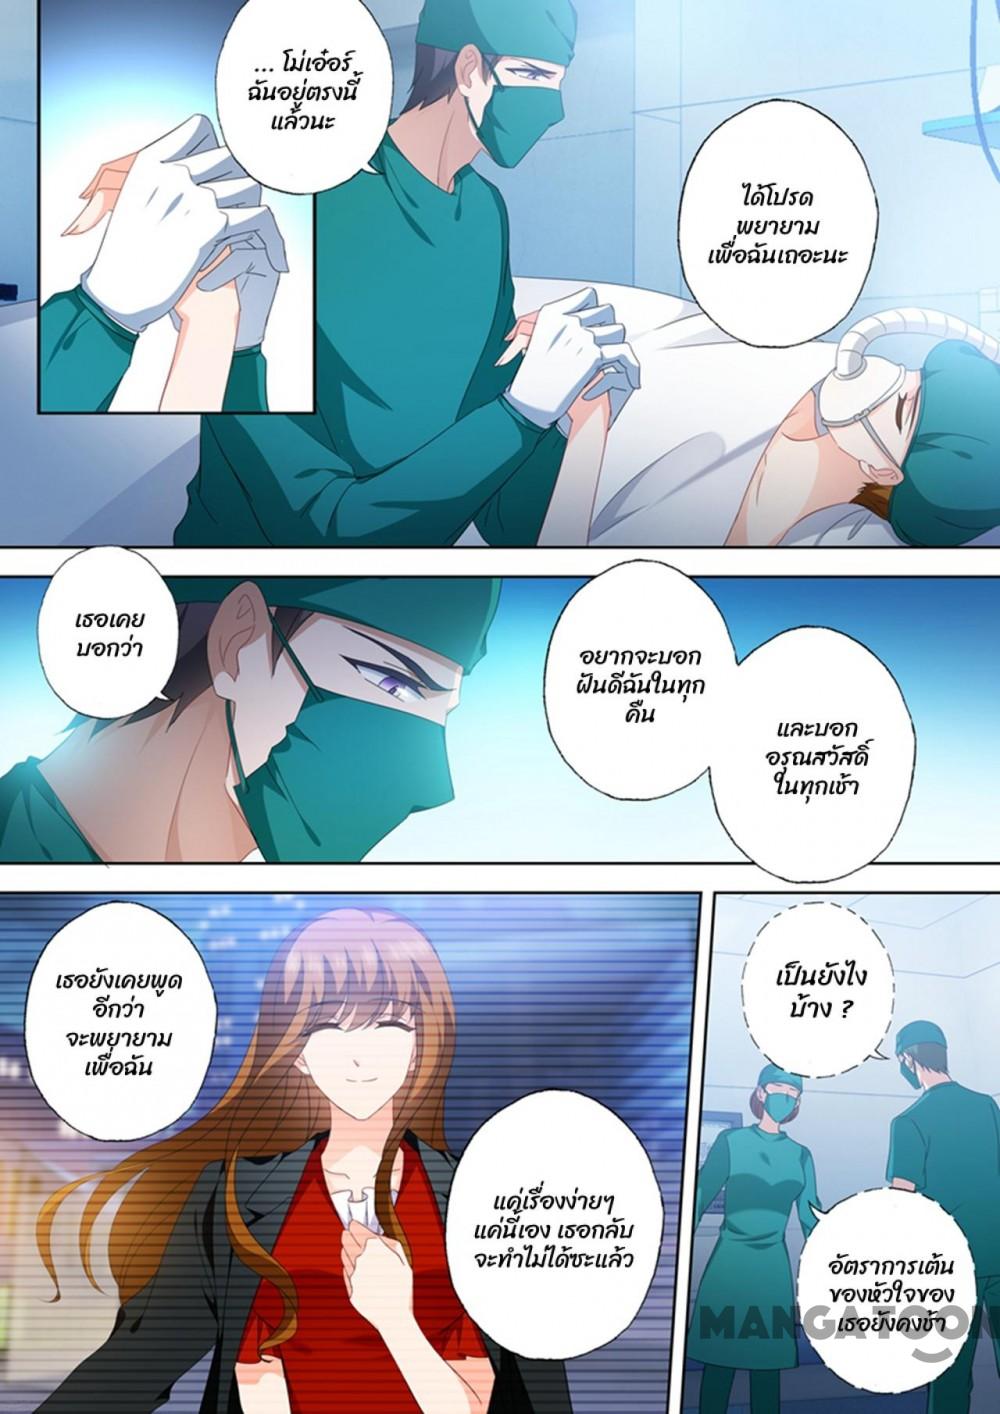 ... โม่เอ๋อร์
ฉันอยู่ตรงนี้
แล้วนะ
ได้โปรด
พยายาม
เพื่อฉันเถอะนะ
เธอเคย
บอกว่า
อยากจะบอก
ฝันดีฉันในทุก
คืน
และบอก
อรุณสวัสดิ์
ในทุกเช้า
เธอยังเคยพูด
อีกว่า
จะพยายาม
เพื่อฉัน
เป็นยังไง
บ้าง ?
แค่เรื่องง่ายๆ
แค่นี้เอง เธอกลับ
จะทำไม่ได้ซะแล้ว
อัตราการเต้น
ของหัวใจของ
เธอยังคงช้า
MANGATOON